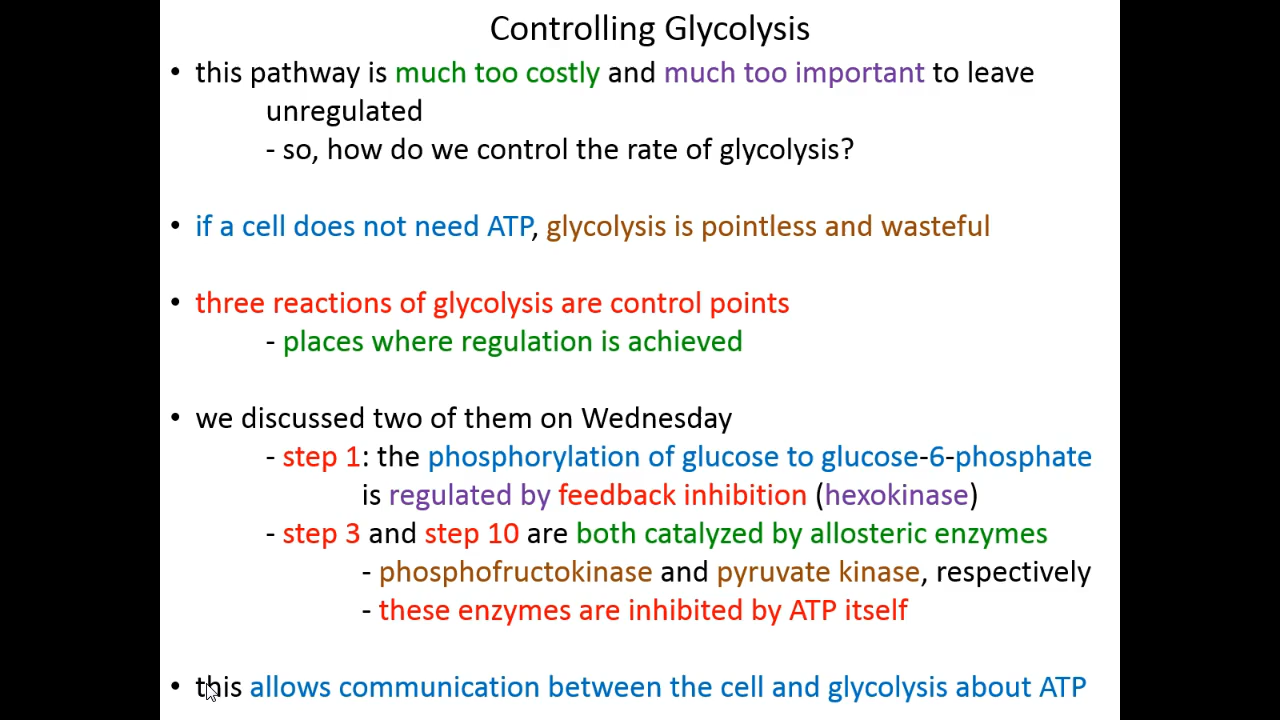 Controlling Glycolysis
• this pathway is much too costly and much too important to leave
unregulated
- so, how do we control the rate of glycolysis?
• if a cell does not need ATP, glycolysis is pointless and wasteful
• three reactions of glycolysis are control points
- places where regulation is achieved
• we discussed two of them on Wednesday
- step 1: the phosphorylation of glucose to glucose-6-phosphate
is regulated by feedback inhibition (hexokinase)
- step 3 and step 10 are both catalyzed by allosteric enzymes
- phosphofructokinase and pyruvate kinase, respectively
- these enzymes are inhibited by ATP itself
• this allows communication between the cell and glycolysis about ATP